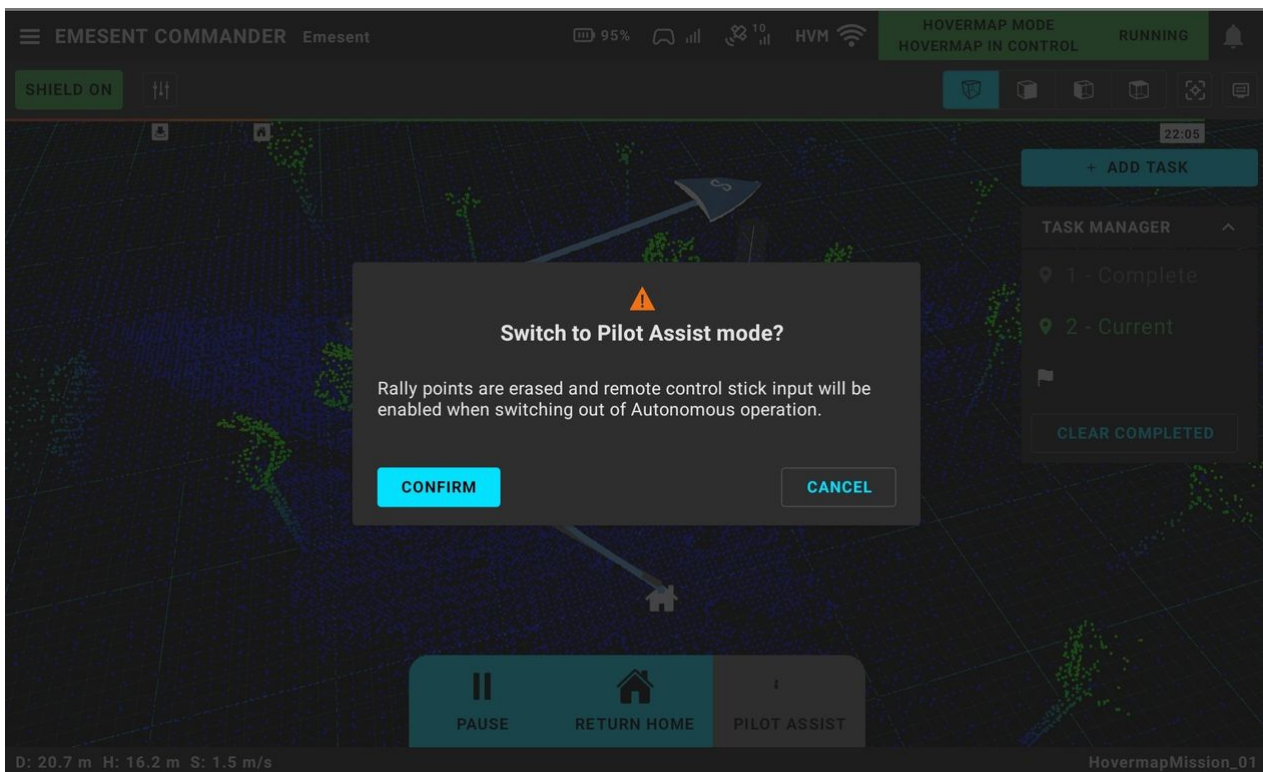 EMESENT COMMANDER Emesent
95%
10
HVM
HOVERMAP MODE
HOVERMAP IN CONTROL
RUNNING
SHIELD ON
22:05
+ ADD TASK
TASK MANAGER
1 - Complete
2 - Current
CLEAR COMPLETED
Switch to Pilot Assist mode?
Rally points are erased and remote control stick input will be
enabled when switching out of Autonomous operation.
CONFIRM
CANCEL
PAUSE
RETURN HOME
PILOT ASSIST
D: 20.7 m H: 16.2 m S: 1.5 m/s
HovermapMission_01